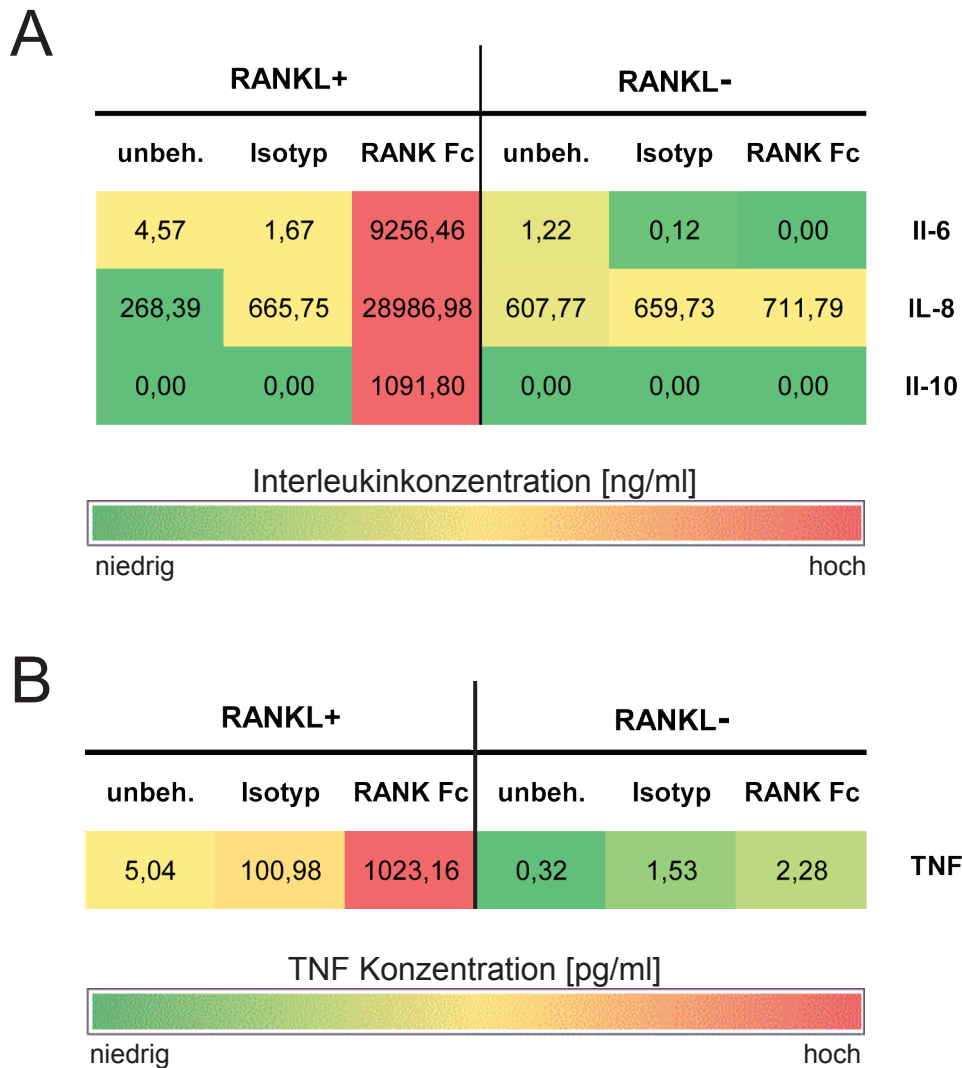 A
RANKL+ RANKL-
unbeh. Isotyp RANK Fc unbeh. Isotyp RANK Fc
4,57 1,67 9256,46 1,22 0,12 0,00 Il-6
268,39 665,75 28986,98 607,77 659,73 711,79 IL-8
0,00 0,00 1091,80 0,00 0,00 0,00 Il-10
Interleukinkonzentration [ng/ml]
niedrig hoch
B
RANKL+ RANKL-
unbeh. Isotyp RANK Fc unbeh. Isotyp RANK Fc
5,04 100,98 1023,16 0,32 1,53 2,28 TNF
TNF Konzentration [pg/ml]
niedrig hoch